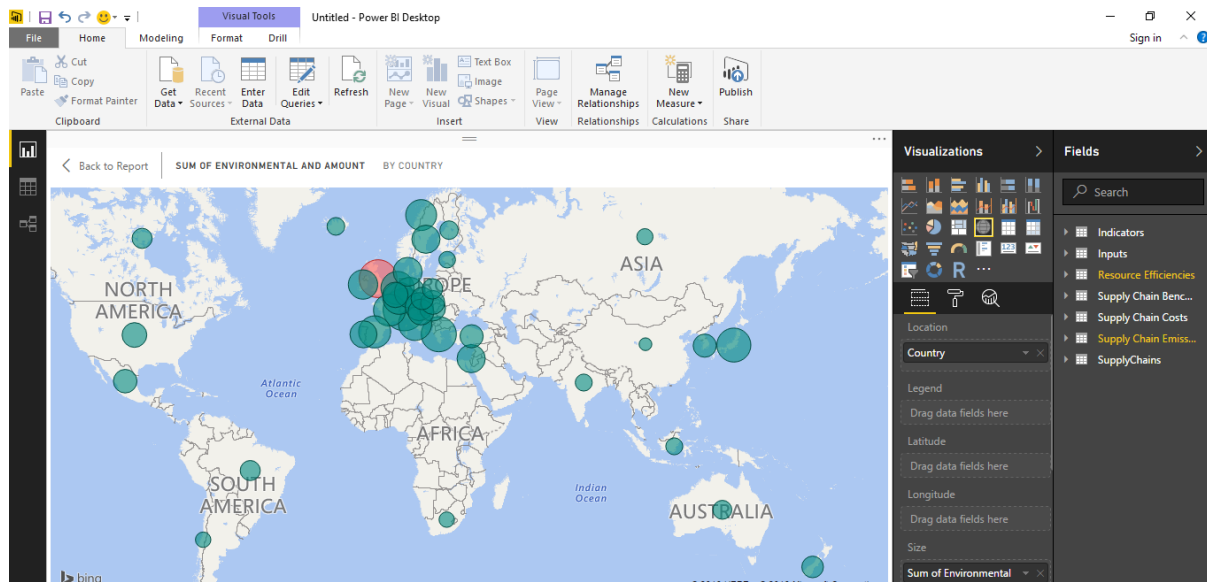 Visual Tools
Untitled - Power BI Desktop
File
Home
Modeling
Format
Drill
Sign in
Paste
Cut
Copy
Format Painter
Clipboard
Get Data
Recent Sources
Enter Data
Edit Queries
Refresh
External Data
New Page
New Visual
Text Box
Image
Shapes
Insert
Page View
View
Manage Relationships
Relationships
New Measure
Calculations
Publish
Share
Back to Report
SUM OF ENVIRONMENTAL AND AMOUNT
BY COUNTRY
NORTH
AMERICA
ASIA
Atlantic
Ocean
AFRICA
SOUTH
AMERICA
Indian
Ocean
AUSTRALIA
bing
Visualizations
123
R
Location
Country
Legend
Drag data fields here
Latitude
Drag data fields here
Longitude
Drag data fields here
Size
Sum of Environmental
Fields
Search
Indicators
Inputs
Resource Efficiencies
Supply Chain Benc...
Supply Chain Costs
Supply Chain Emiss...
SupplyChains